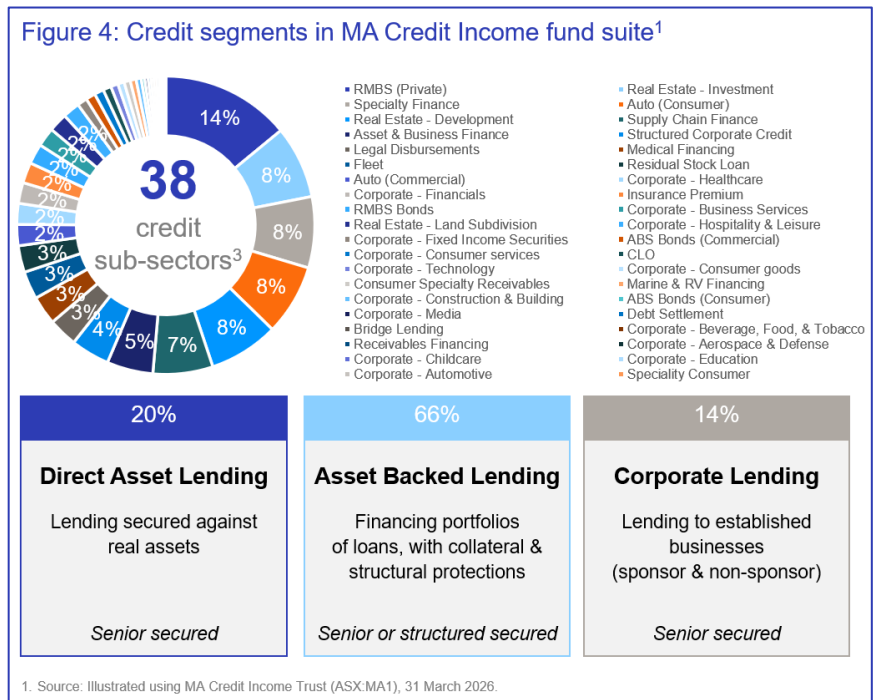 Figure 4: Credit segments in MA Credit Income fund suite1
14%
8%
8%
8%
8%
7%
5%
4%
3%
3%
3%
3%
2%
2%
2%
2%
2%
2%
2%
2%
38
credit
sub-sectors3
RMBS (Private)
Specialty Finance
Real Estate - Development
Asset & Business Finance
Legal Disbursements
Fleet
Auto (Commercial)
Corporate - Financials
RMBS Bonds
Real Estate - Land Subdivision
Corporate - Fixed Income Securities
Corporate - Consumer services
Corporate - Technology
Consumer Specialty Receivables
Corporate - Construction & Building
Corporate - Media
Bridge Lending
Receivables Financing
Corporate - Childcare
Corporate - Automotive
Real Estate - Investment
Auto (Consumer)
Supply Chain Finance
Structured Corporate Credit
Medical Financing
Residual Stock Loan
Corporate - Healthcare
Insurance Premium
Corporate - Business Services
Corporate - Hospitality & Leisure
ABS Bonds (Commercial)
CLO
Corporate - Consumer goods
Marine & RV Financing
ABS Bonds (Consumer)
Debt Settlement
Corporate - Beverage, Food, & Tobacco
Corporate - Aerospace & Defense
Corporate - Education
Speciality Consumer
20%
Direct Asset Lending
Lending secured against
real assets
Senior secured
66%
Asset Backed Lending
Financing portfolios
of loans, with collateral &
structural protections
Senior or structured secured
14%
Corporate Lending
Lending to established
businesses
(sponsor & non-sponsor)
Senior secured
1. Source: Illustrated using MA Credit Income Trust (ASX:MA1), 31 March 2026.